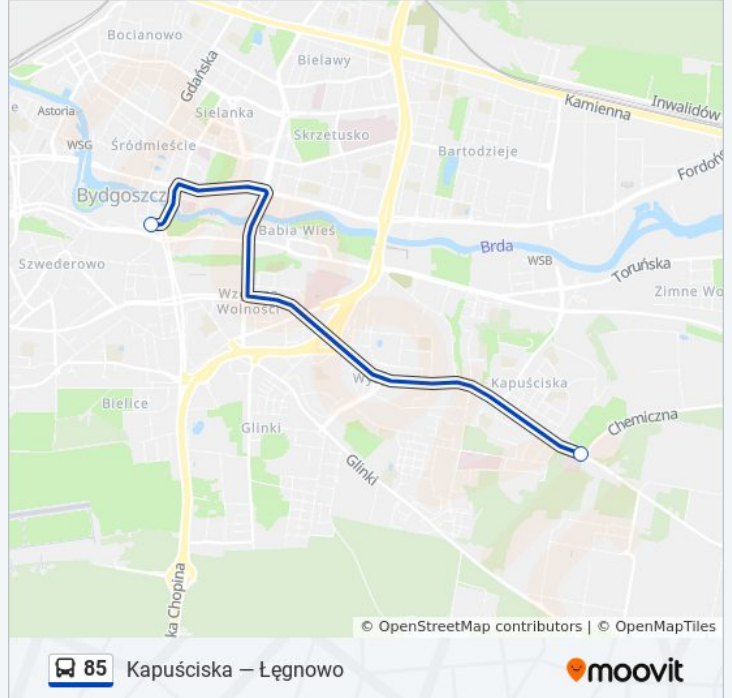 Bocianowo
Bielawy
Gdańska
Kamienna
Inwalidów
e
Astoria
Sielanka
WSG
Śródmieście
Skrzetusko
Bartodzieje
Fordoń
Bydgoszcz
Babia Wieś
Brda
WSB
Toruńska
Szwederowo
Zimne Wo
Wz
Wolności
Wy
Kapuściska
Bielice
Chemiczna
Glinki
Glinki
ka Chopina
© OpenStreetMap contributors | © OpenMapTiles
85 Kapuściska — Łęgnowo
moovit